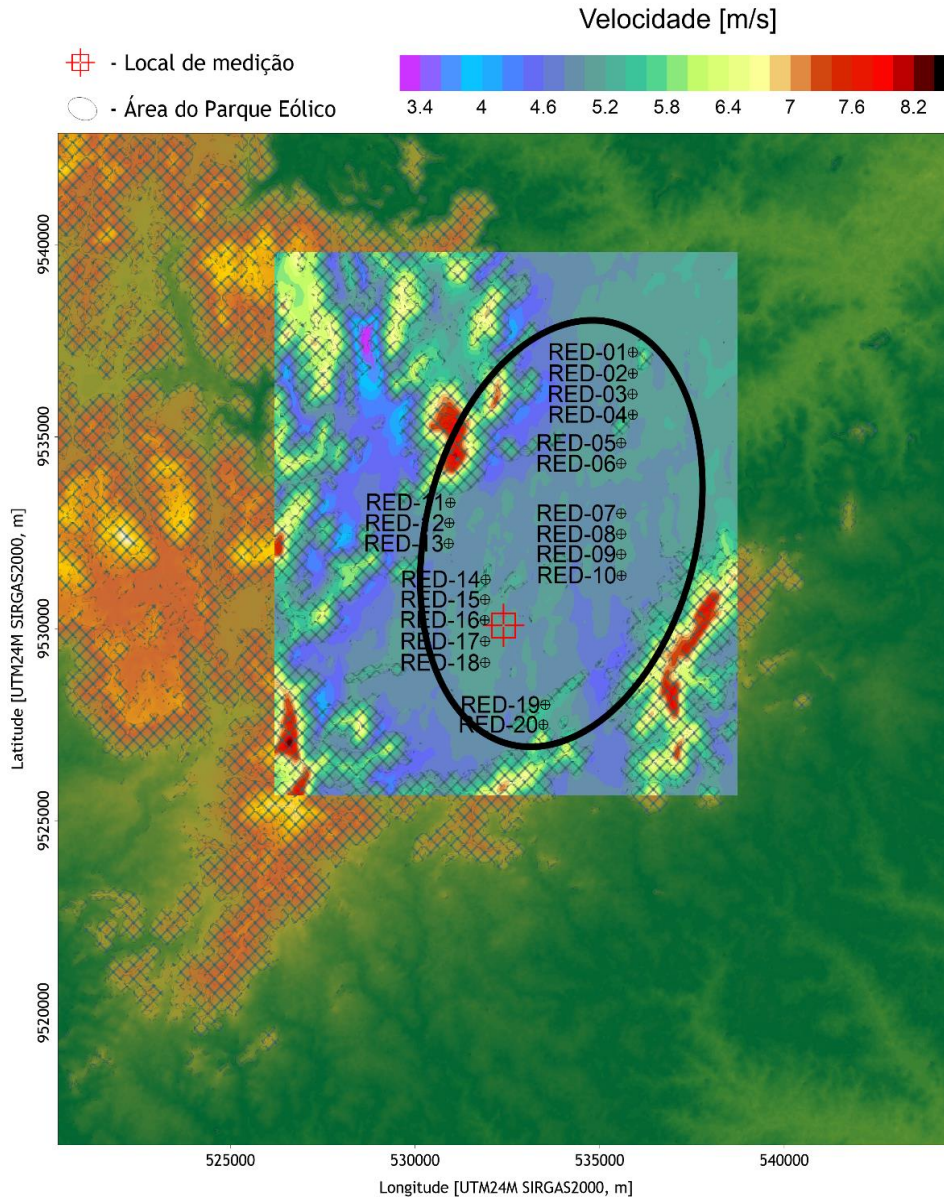 Velocidade [m/s]
- Local de medição
- Área do Parque Eólico
3.4 4 4.6 5.2 5.8 6.4 7 7.6 8.2
9540000
9535000
9530000
9525000
9520000
Latitude [UTM24M SIRGAS2000, m]
RED-01
RED-02
RED-03
RED-04
RED-05
RED-06
RED-11
RED-12
RED-13
RED-07
RED-08
RED-09
RED-10
RED-14
RED-15
RED-16
RED-17
RED-18
RED-19
RED-20
525000 530000 535000 540000
Longitude [UTM24M SIRGAS2000, m]